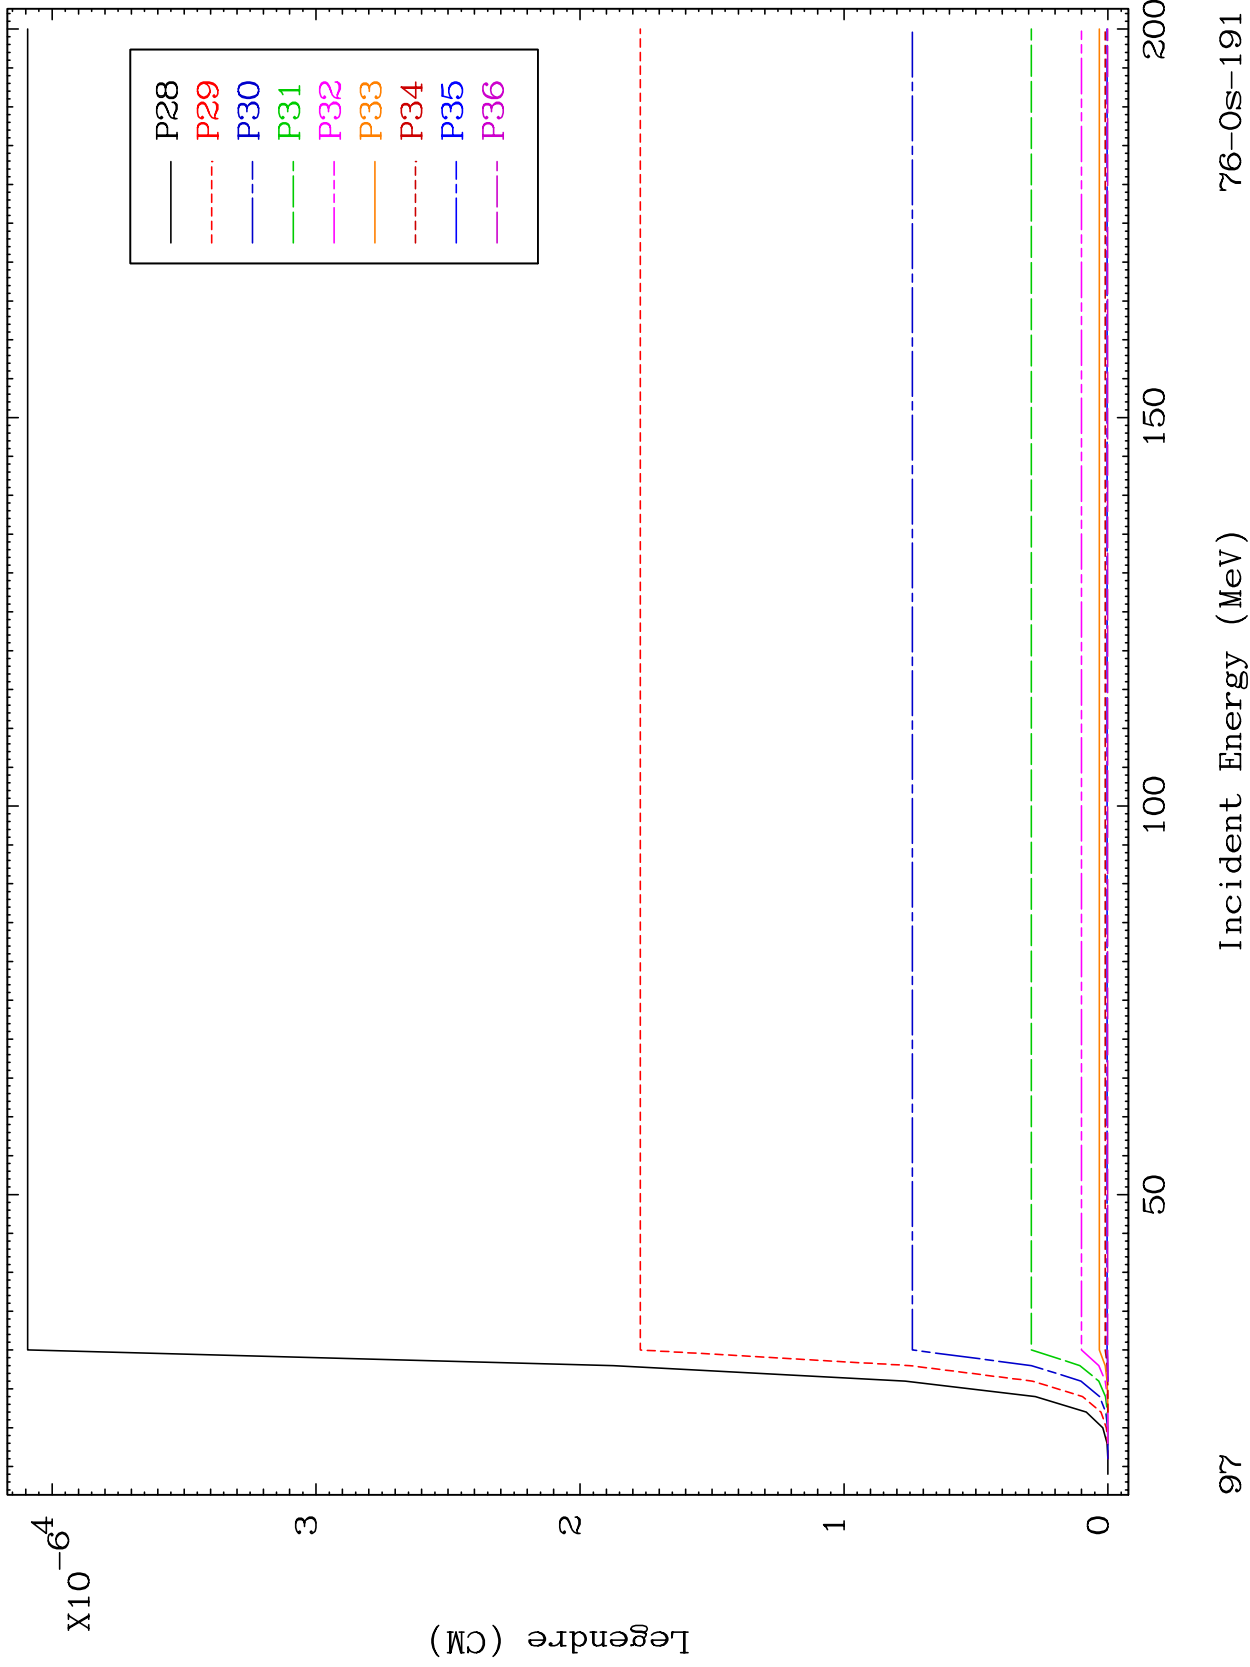 X10
-6
4
3
2
1
0
Legendre (CM)
P28
P29
P30
P31
P32
P33
P34
P35
P36
50
100
150
200
Incident Energy (MeV)
97
76-Os-191